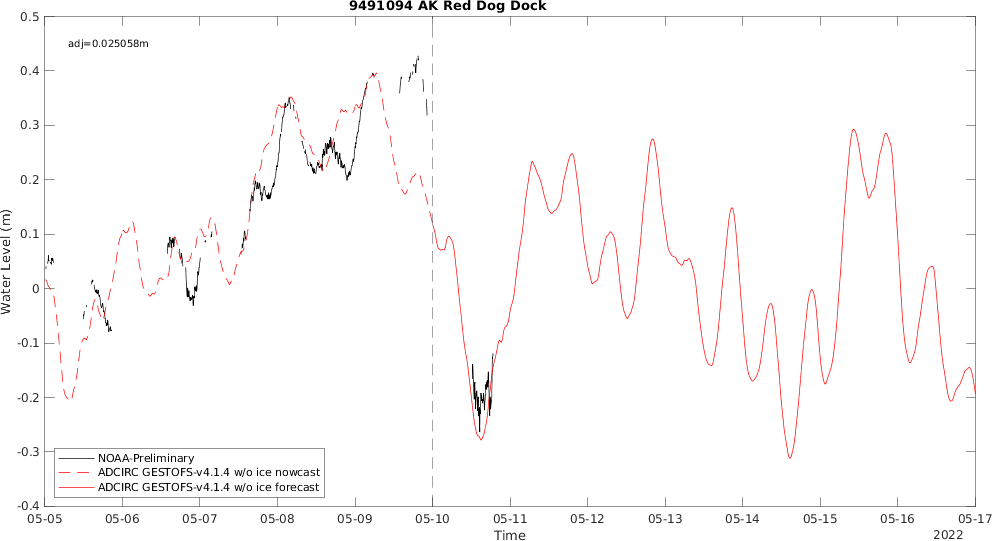 9491094 AK Red Dog Dock
adj=0.025058m
0.5
0.4
0.3
0.2
0.1
0
-0.1
-0.2
-0.3
-0.4
Water Level (m)
NOAA-Preliminary
ADCIRC GESTOFS-v4.1.4 w/o ice nowcast
ADCIRC GESTOFS-v4.1.4 w/o ice forecast
05-05 05-06 05-07 05-08 05-09 05-10 05-11 05-12 05-13 05-14 05-15 05-16 05-17
Time
2022